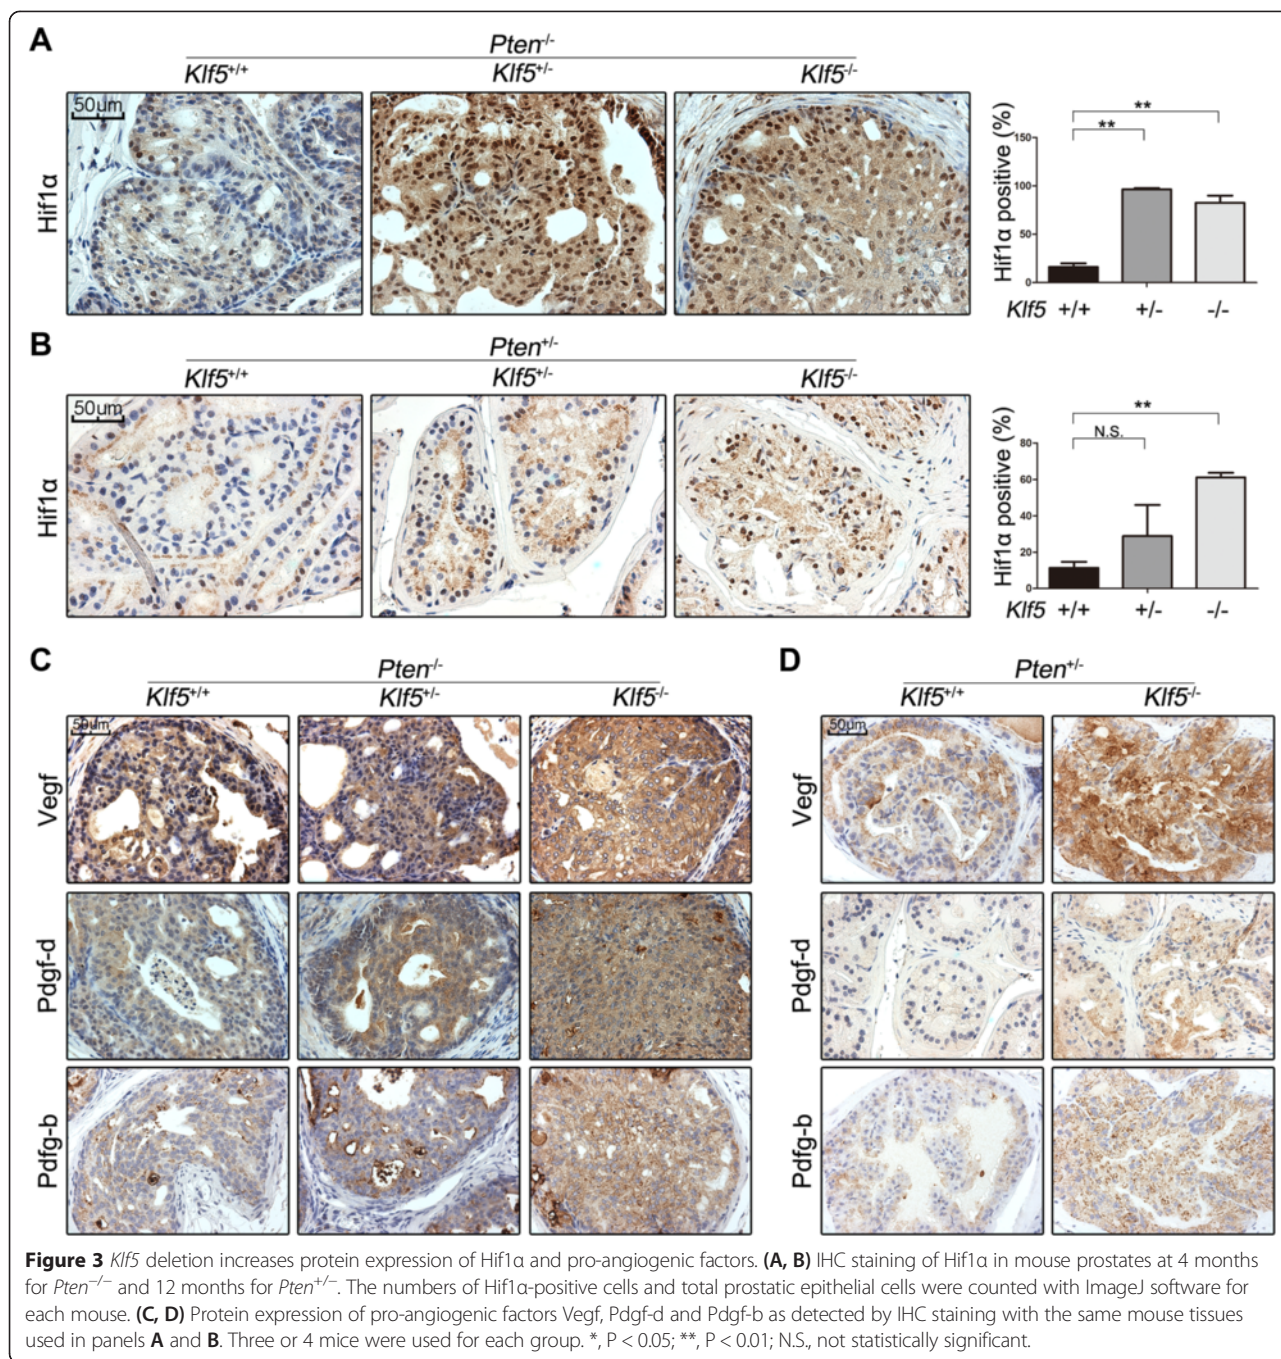 A
Pten-/-
Klf5+/+ Klf5+/- Klf5-/-
50um
Hif1α
** 
**
Hif1α positive (%)
150
100
50
0
Klf5 +/+ +/- -/-
B
Pten+/-
Klf5+/+ Klf5+/- Klf5-/-
50um
Hif1α
**
N.S.
Hif1α positive (%)
80
60
40
20
0
Klf5 +/+ +/- -/-
C
Pten-/-
Klf5+/+ Klf5+/- Klf5-/-
50um
Vegf
Pdgf-d
Pdfg-b
D
Pten+/-
Klf5+/+ Klf5-/-
50um
Vegf
Pdgf-d
Pdfg-b
Figure 3 Klf5 deletion increases protein expression of Hif1α and pro-angiogenic factors. (A, B) IHC staining of Hif1α in mouse prostates at 4 months
for Pten−/− and 12 months for Pten+/−. The numbers of Hif1α-positive cells and total prostatic epithelial cells were counted with ImageJ software for
each mouse. (C, D) Protein expression of pro-angiogenic factors Vegf, Pdgf-d and Pdgf-b as detected by IHC staining with the same mouse tissues
used in panels A and B. Three or 4 mice were used for each group. *, P < 0.05; **, P < 0.01; N.S., not statistically significant.